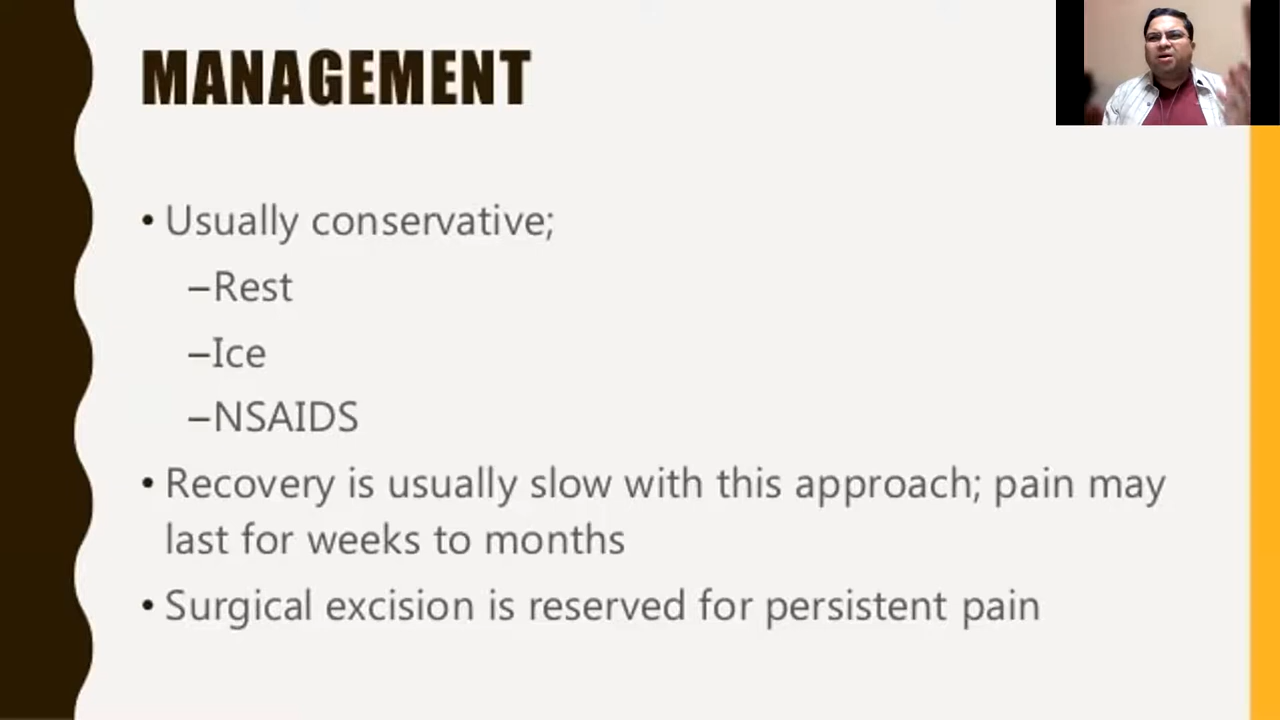 MANAGEMENT
• Usually conservative;
–Rest
–Ice
–NSAIDS
• Recovery is usually slow with this approach; pain may
last for weeks to months
• Surgical excision is reserved for persistent pain